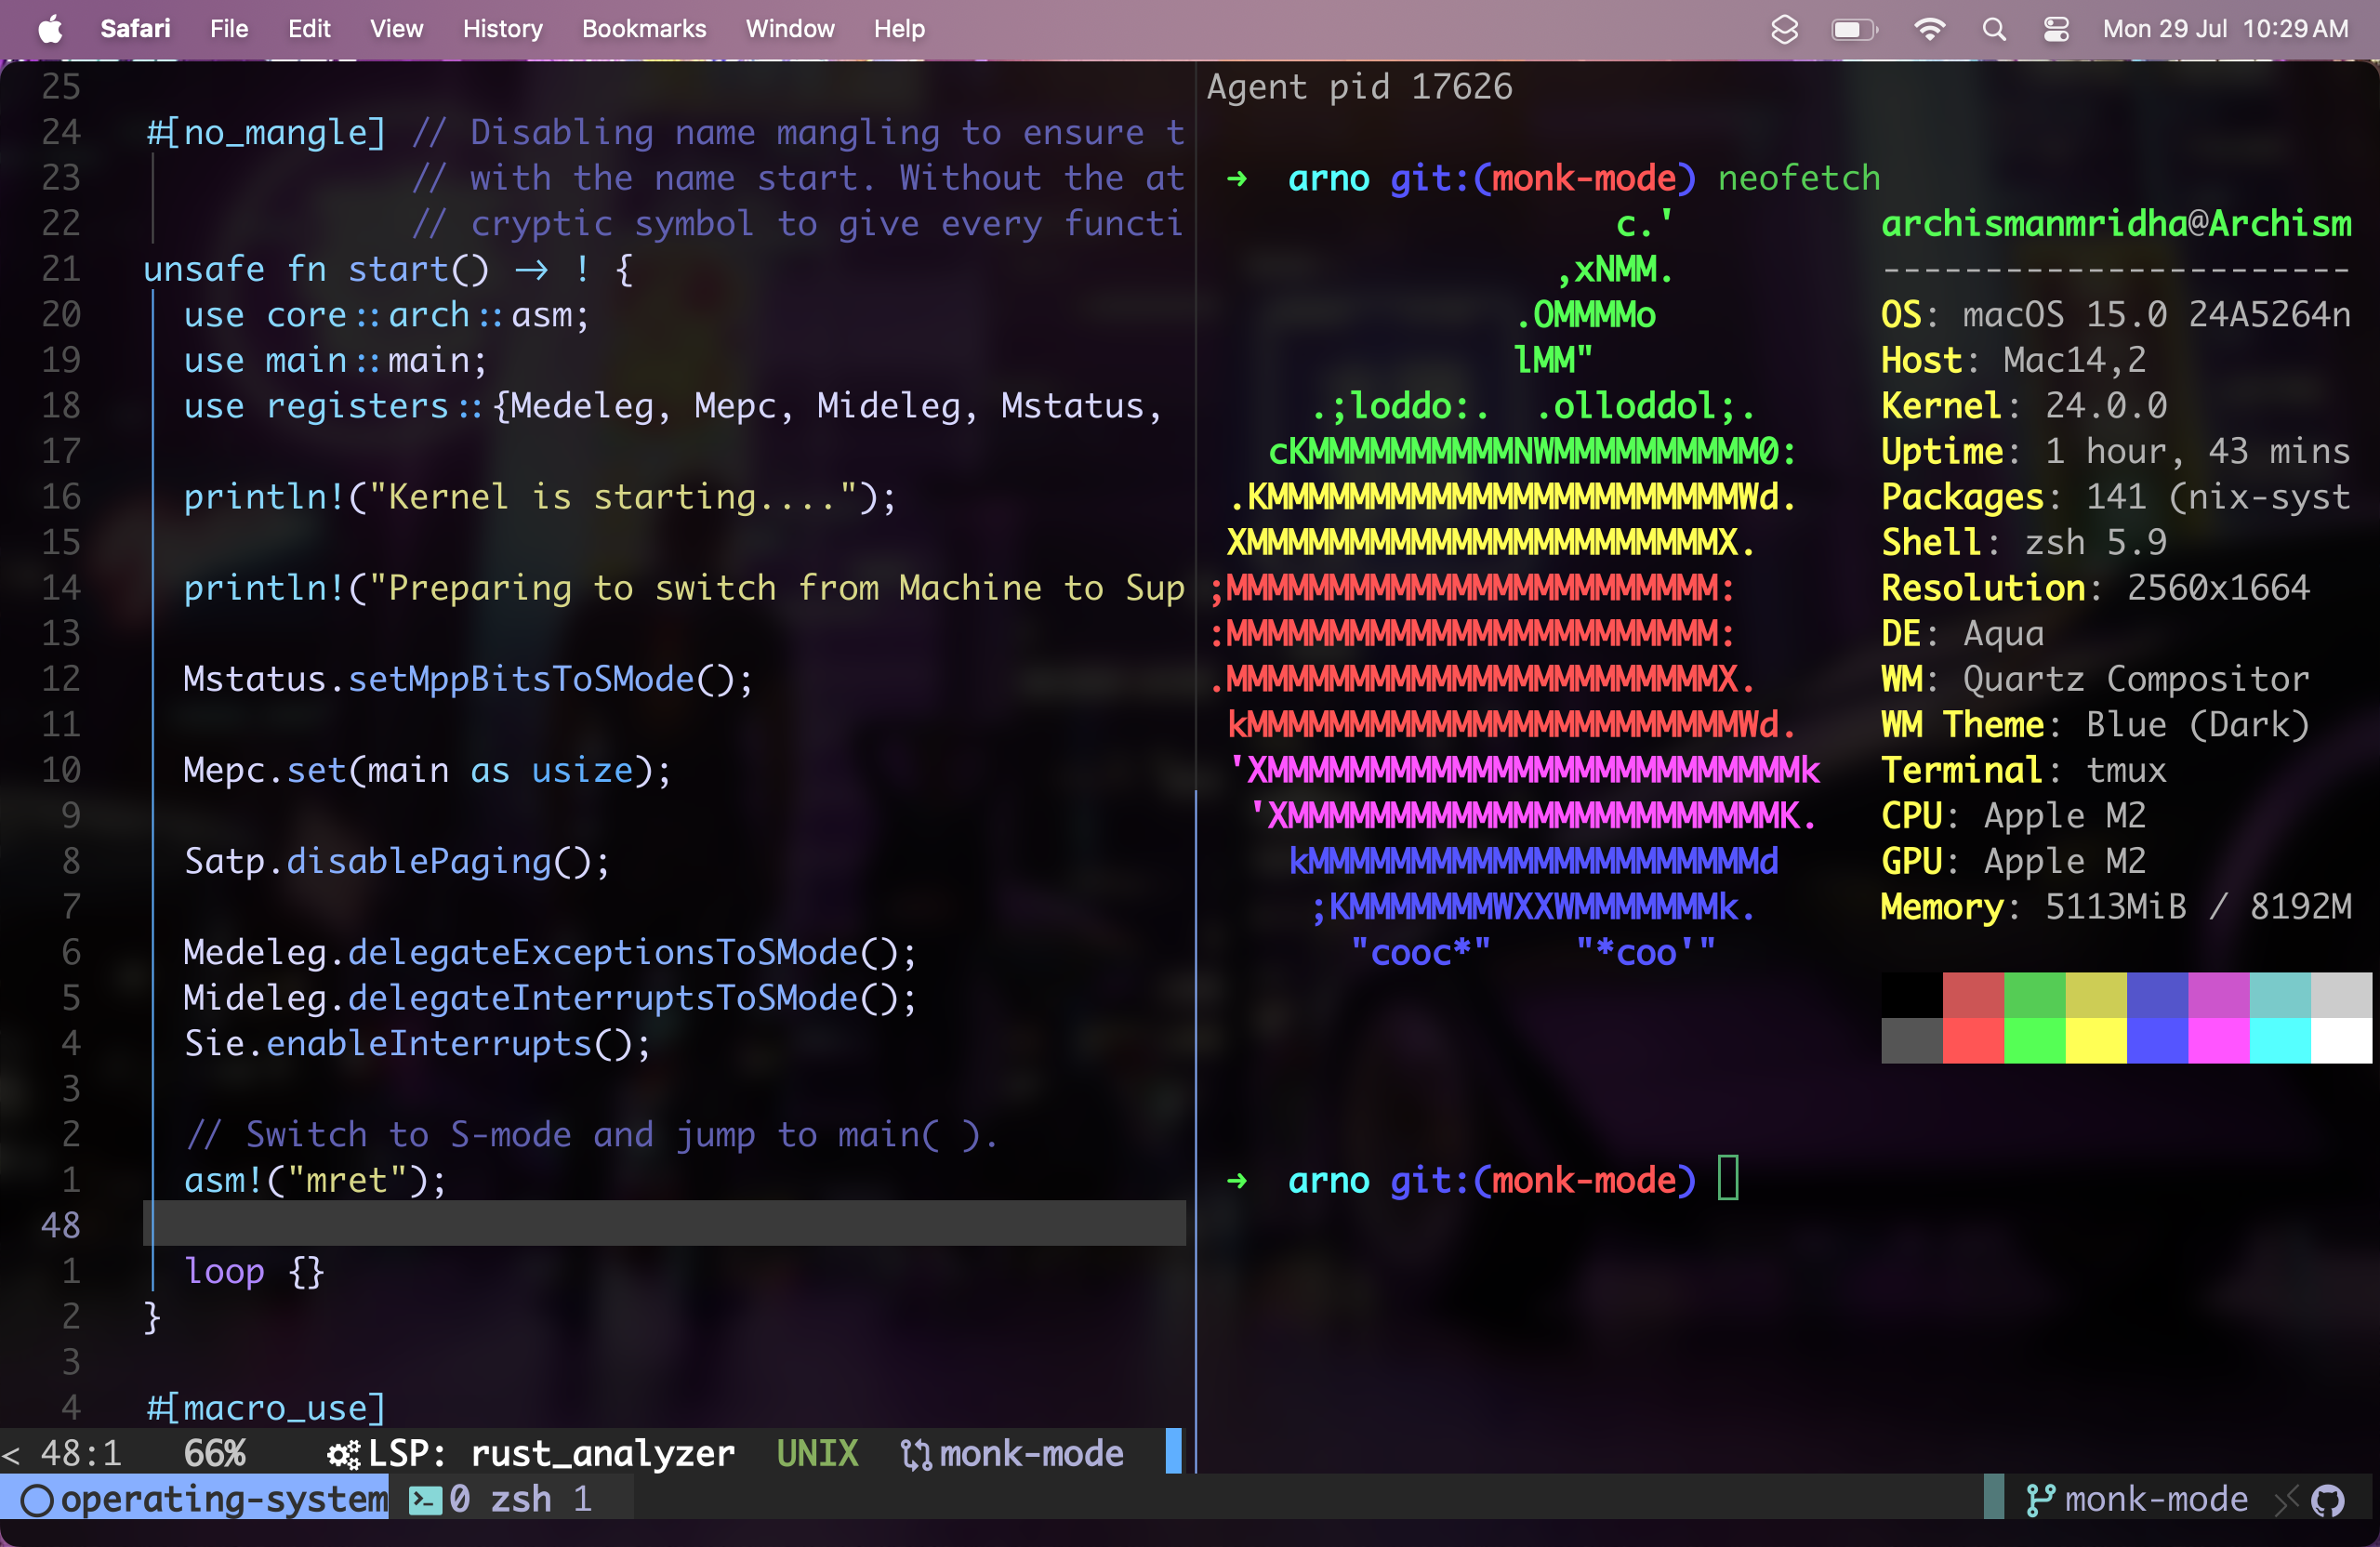 Safari File Edit View History Bookmarks Window Help Mon 29 Jul 10:29 AM
25
24 #[no_mangle] // Disabling name mangling to ensure t
23 // with the name start. Without the at
22 // cryptic symbol to give every functi
21 unsafe fn start() -> ! {
20 use core::arch::asm;
19 use main::main;
18 use registers::{Medeleg, Mepc, Mideleg, Mstatus,
17
16 println!("Kernel is starting....");
15
14 println!("Preparing to switch from Machine to Sup
13
12 Mstatus.setMppBitsToSMode();
11
10 Mepc.set(main as usize);
9
8 Satp.disablePaging();
7
6 Medeleg.delegateExceptionsToSMode();
5 Mideleg.delegateInterruptsToSMode();
4 Sie.enableInterrupts();
3
2 // Switch to S-mode and jump to main( ).
1 asm!("mret");
48
1 loop {}
2 }
3
4 #[macro_use]
< 48:1 66% LSP: rust_analyzer UNIX monk-mode
Agent pid 17626
➜ arno git:(monk-mode) neofetch
c.'
,xNMM.
.OMMMMo
lMM"
.;loddo:. .olloddol;.
cKMMMMMMMMMMNWMMMMMMMMMM0:
.KMMMMMMMMMMMMMMMMMMMMMMMWd.
XMMMMMMMMMMMMMMMMMMMMMMMX.
;MMMMMMMMMMMMMMMMMMMMMMMM:
:MMMMMMMMMMMMMMMMMMMMMMMM:
.MMMMMMMMMMMMMMMMMMMMMMMMX.
kMMMMMMMMMMMMMMMMMMMMMMMMWd.
'XMMMMMMMMMMMMMMMMMMMMMMMMMMk
'XMMMMMMMMMMMMMMMMMMMMMMMMK.
kMMMMMMMMMMMMMMMMMMMMMMd
;KMMMMMMMWXXWMMMMMMMk.
"cooc*" "*coo'"
archismanmridha@Archism
-----------------------
OS: macOS 15.0 24A5264n
Host: Mac14,2
Kernel: 24.0.0
Uptime: 1 hour, 43 mins
Packages: 141 (nix-syst
Shell: zsh 5.9
Resolution: 2560x1664
DE: Aqua
WM: Quartz Compositor
WM Theme: Blue (Dark)
Terminal: tmux
CPU: Apple M2
GPU: Apple M2
Memory: 5113MiB / 8192M
➜ arno git:(monk-mode)
operating-system 0 zsh 1 monk-mode